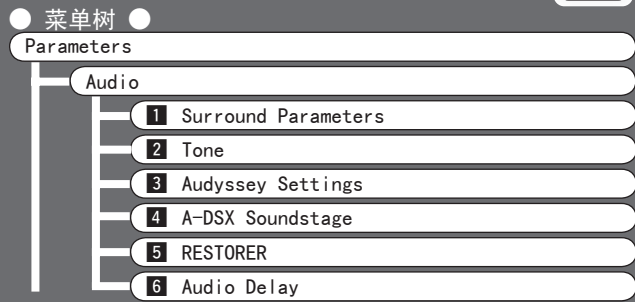 ● 菜单树 ●
Parameters
Audio
1 Surround Parameters
2 Tone
3 Audyssey Settings
4 A-DSX Soundstage
5 RESTORER
6 Audio Delay